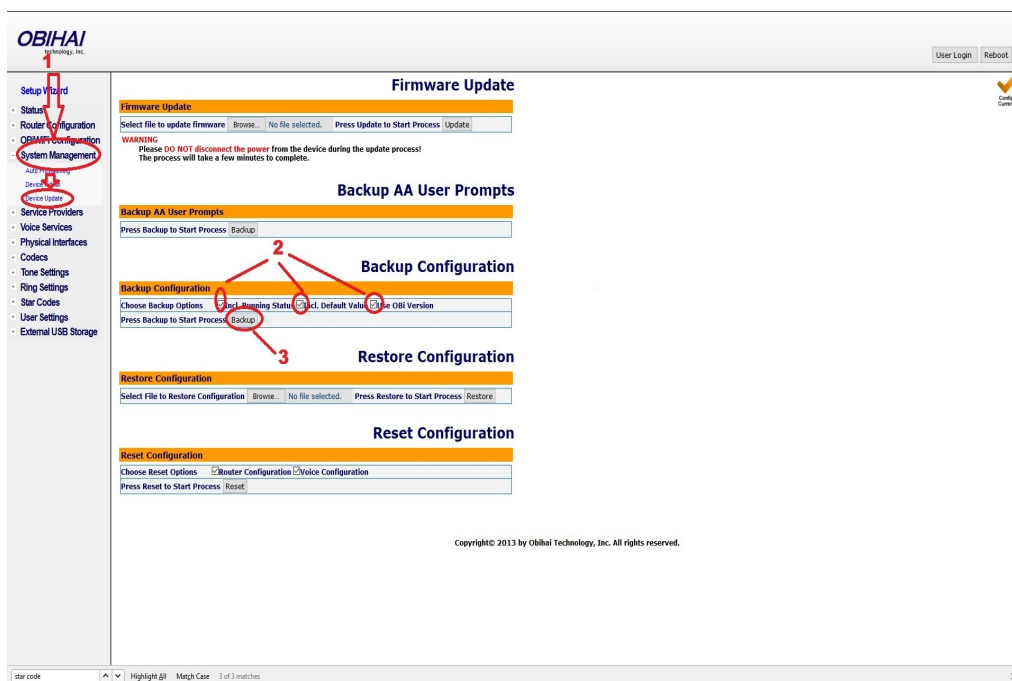 OBIHAI
technology, inc.
User Login Reboot
1
Setup Wizard
Status
Router Configuration
OBiWiFi Configuration
System Management
Auto Provisioning
Device Update
Service Providers
Voice Services
Physical Interfaces
Codecs
Tone Settings
Ring Settings
Star Codes
User Settings
External USB Storage
Firmware Update
Firmware Update
Select file to update firmware Browse... No file selected. Press Update to Start Process Update
WARNING
Please DO NOT disconnect the power from the device during the update process!
The process will take a few minutes to complete.
Backup AA User Prompts
Backup AA User Prompts
Press Backup to Start Process Backup
2
Backup Configuration
Backup Configuration
Choose Backup Options Incl. Running Status Incl. Default Value Use OBi Version
Press Backup to Start Process Backup
3
Restore Configuration
Restore Configuration
Select File to Restore Configuration Browse... No file selected. Press Restore to Start Process Restore
Reset Configuration
Reset Configuration
Choose Reset Options Router Configuration Voice Configuration
Press Reset to Start Process Reset
Copyright© 2013 by Obihai Technology, Inc. All rights reserved.
star code Highlight All Match Case 3 of 3 matches